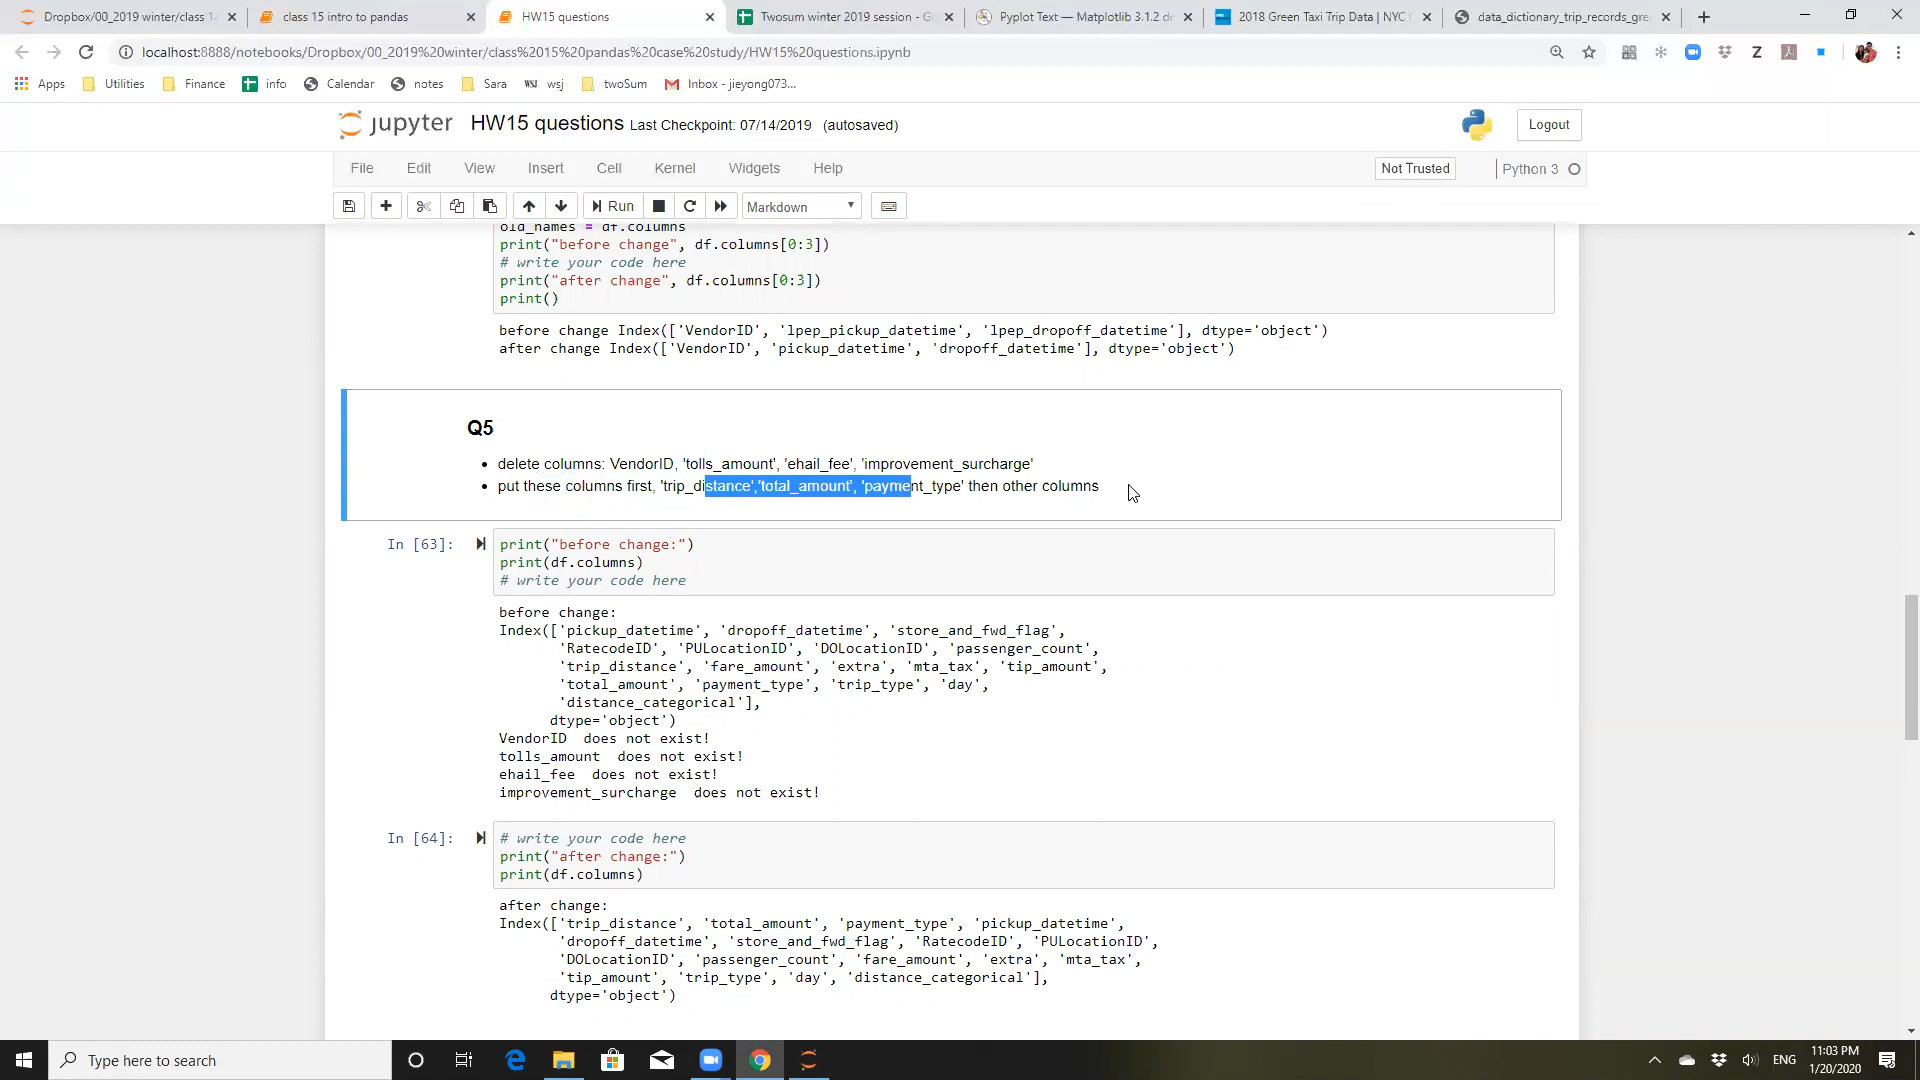 Dropbox/00_2019 winter/class 1-
class 15 intro to pandas
HW15 questions
Twosum winter 2019 session - Go
Pyplot Text — Matplotlib 3.1.2 do
2018 Green Taxi Trip Data | NYC
data_dictionary_trip_records_gre
localhost:8888/notebooks/Dropbox/00_2019%20winter/class%2015%20pandas%20case%20study/HW15%20questions.ipynb
Apps Utilities Finance info Calendar notes Sara wsj twoSum Inbox - jieyong073...
jupyter HW15 questions Last Checkpoint: 07/14/2019 (autosaved)
Logout
File Edit View Insert Cell Kernel Widgets Help
Not Trusted
Python 3
Run
Markdown
old_names = df.columns
print("before change", df.columns[0:3])
# write your code here
print("after change", df.columns[0:3])
print()
before change Index(['VendorID', 'lpep_pickup_datetime', 'lpep_dropoff_datetime'], dtype='object')
after change Index(['VendorID', 'pickup_datetime', 'dropoff_datetime'], dtype='object')
Q5
• delete columns: VendorID, 'tolls_amount', 'ehail_fee', 'improvement_surcharge'
• put these columns first, 'trip_distance','total_amount', 'payment_type' then other columns
In [63]:
print("before change:")
print(df.columns)
# write your code here
before change:
Index(['pickup_datetime', 'dropoff_datetime', 'store_and_fwd_flag',
'RatecodeID', 'PULocationID', 'DOLocationID', 'passenger_count',
'trip_distance', 'fare_amount', 'extra', 'mta_tax', 'tip_amount',
'total_amount', 'payment_type', 'trip_type', 'day',
'distance_categorical'],
dtype='object')
VendorID  does not exist!
tolls_amount  does not exist!
ehail_fee  does not exist!
improvement_surcharge  does not exist!
In [64]:
# write your code here
print("after change:")
print(df.columns)
after change:
Index(['trip_distance', 'total_amount', 'payment_type', 'pickup_datetime',
'dropoff_datetime', 'store_and_fwd_flag', 'RatecodeID', 'PULocationID',
'DOLocationID', 'passenger_count', 'fare_amount', 'extra', 'mta_tax',
'tip_amount', 'trip_type', 'day', 'distance_categorical'],
dtype='object')
Type here to search
ENG
11:03 PM
1/20/2020